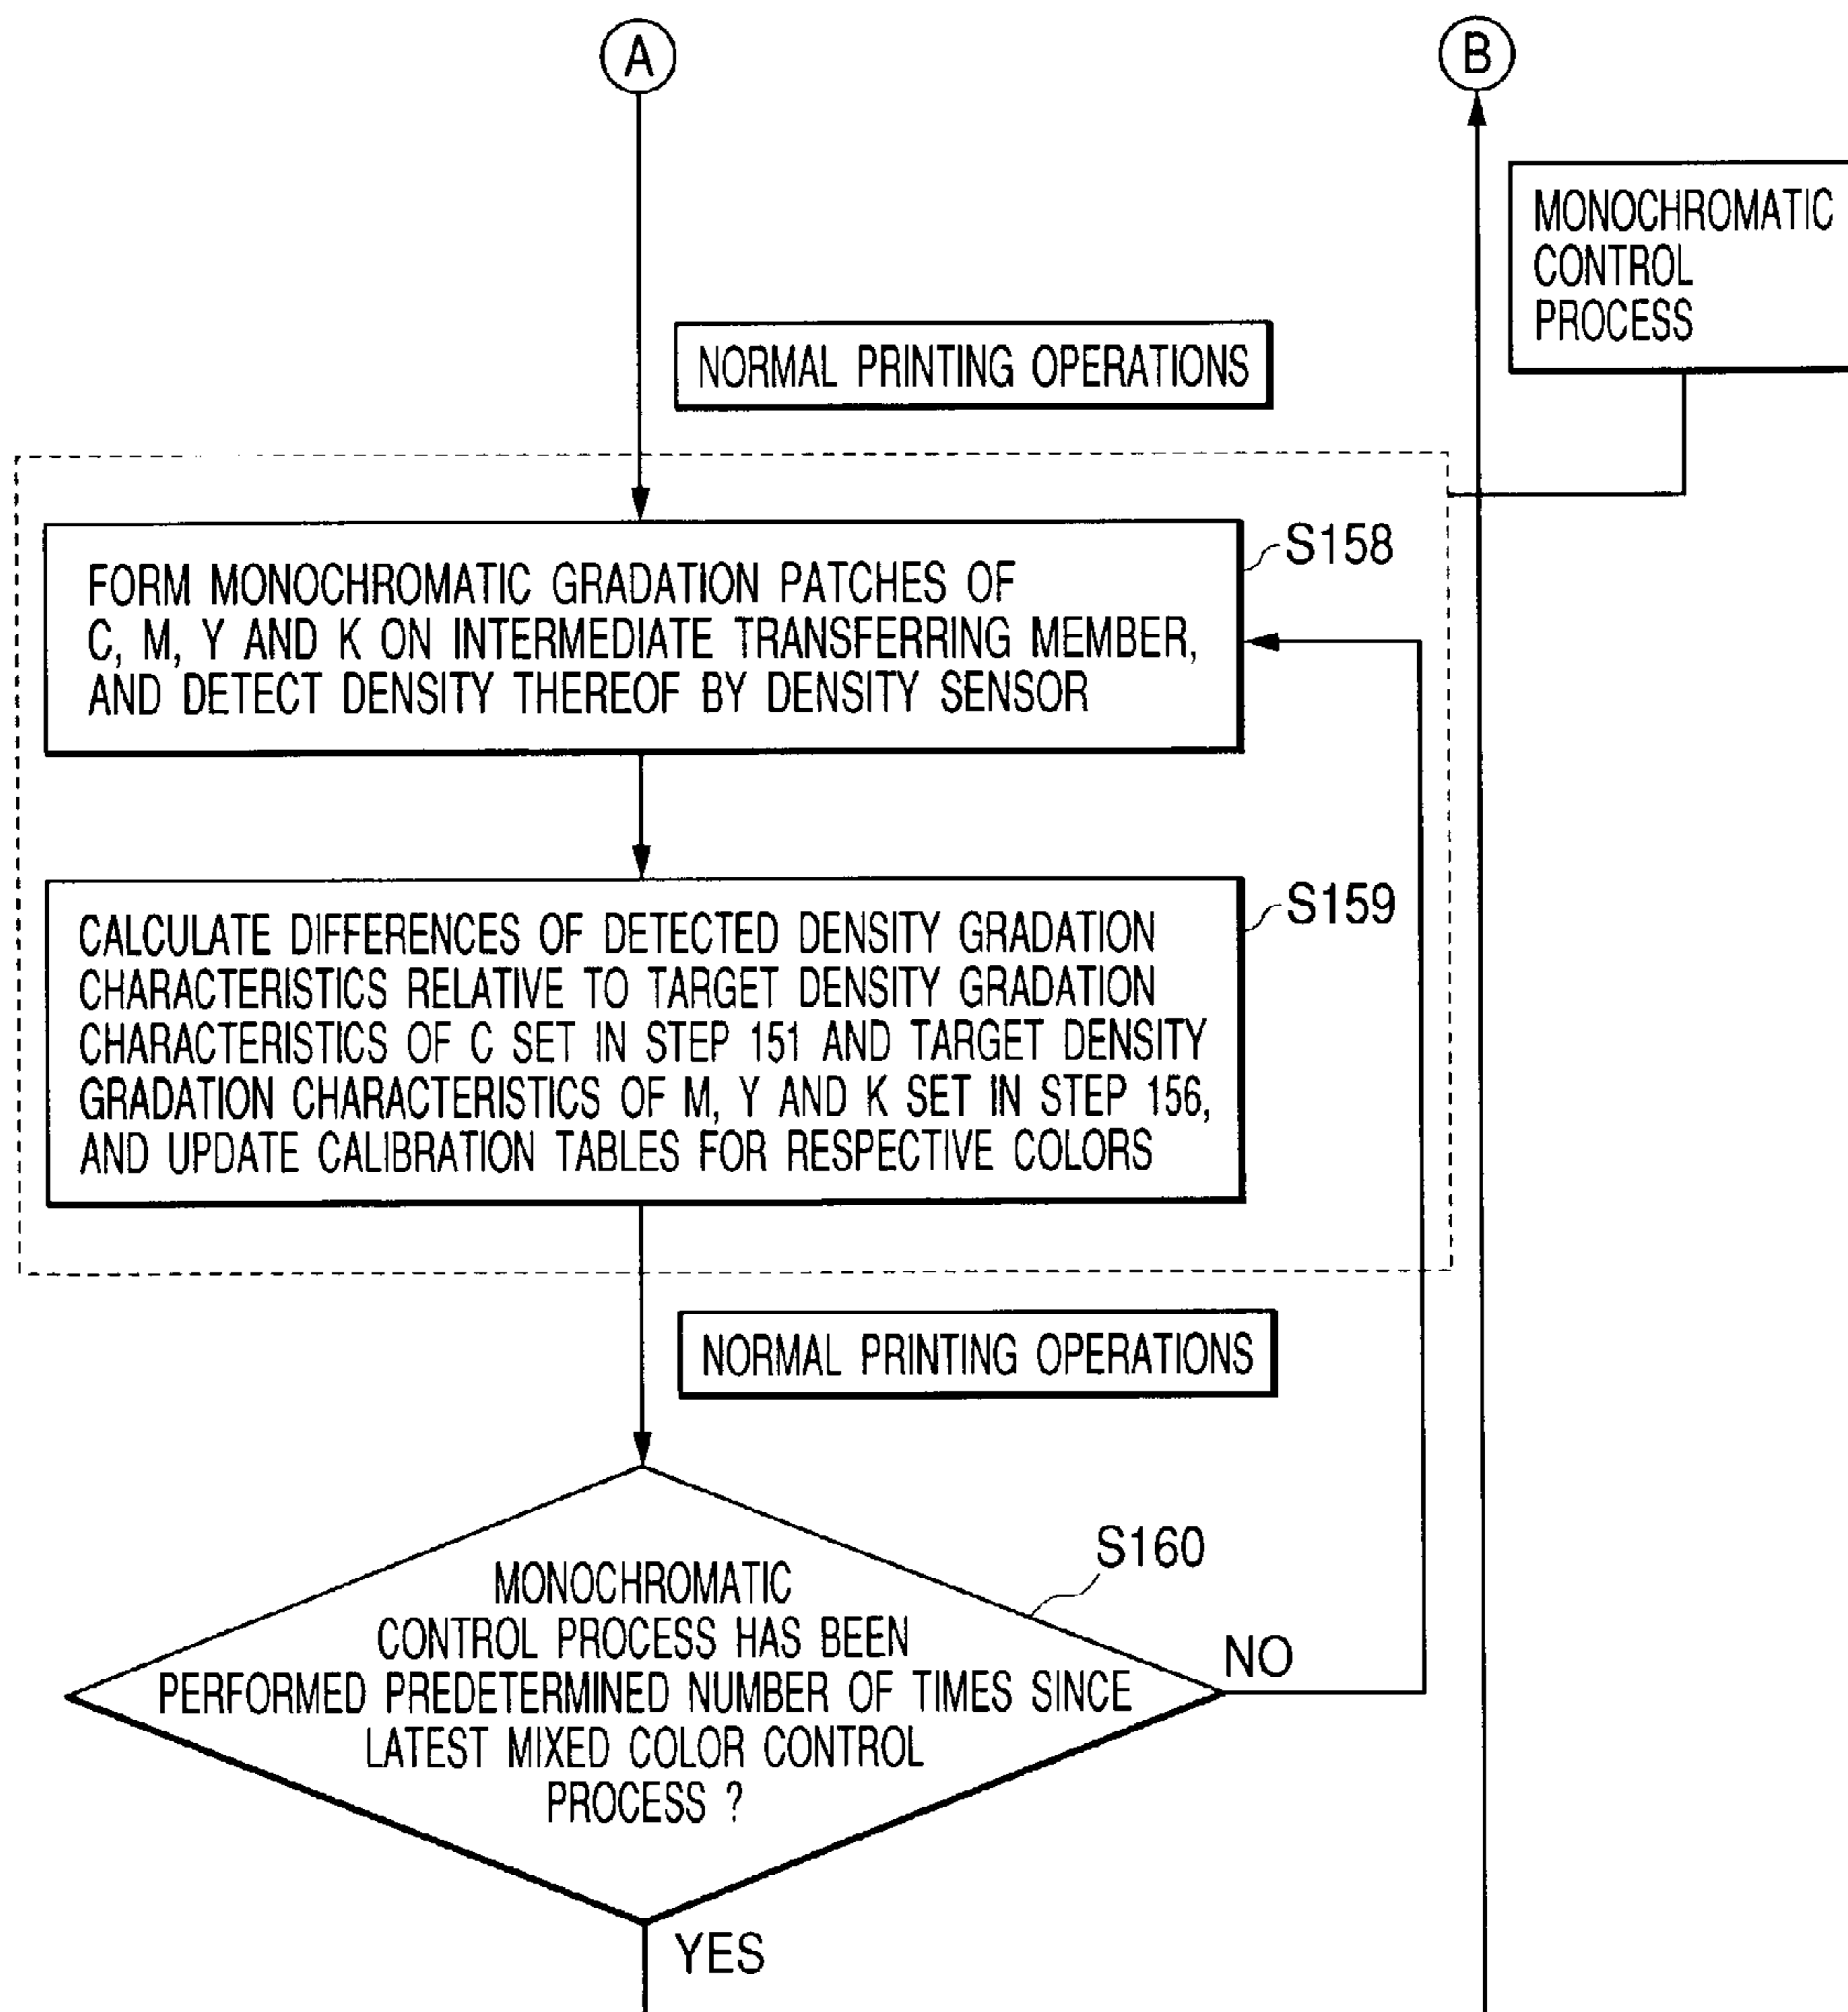 A
B
MONOCHROMATIC
CONTROL
PROCESS
NORMAL PRINTING OPERATIONS
S158
FORM MONOCHROMATIC GRADATION PATCHES OF
C, M, Y AND K ON INTERMEDIATE TRANSFERRING MEMBER,
AND DETECT DENSITY THEREOF BY DENSITY SENSOR
S159
CALCULATE DIFFERENCES OF DETECTED DENSITY GRADATION
CHARACTERISTICS RELATIVE TO TARGET DENSITY GRADATION
CHARACTERISTICS OF C SET IN STEP 151 AND TARGET DENSITY
GRADATION CHARACTERISTICS OF M, Y AND K SET IN STEP 156,
AND UPDATE CALIBRATION TABLES FOR RESPECTIVE COLORS
NORMAL PRINTING OPERATIONS
S160
MONOCHROMATIC
CONTROL PROCESS HAS BEEN
PERFORMED PREDETERMINED NUMBER OF TIMES SINCE
LATEST MIXED COLOR CONTROL
PROCESS ?
NO
YES